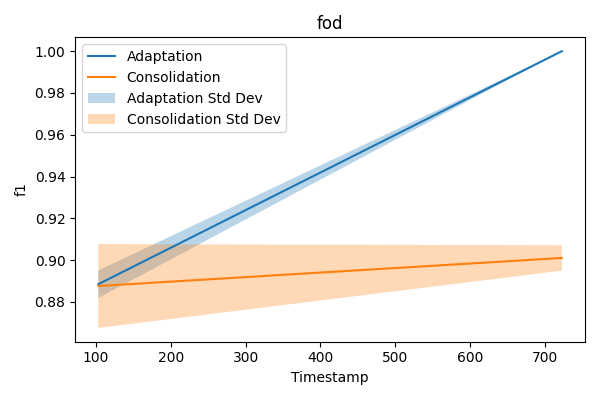 fod
Adaptation
Consolidation
Adaptation Std Dev
Consolidation Std Dev
1.00
0.98
0.96
0.94
0.92
0.90
0.88
f1
100 200 300 400 500 600 700
Timestamp